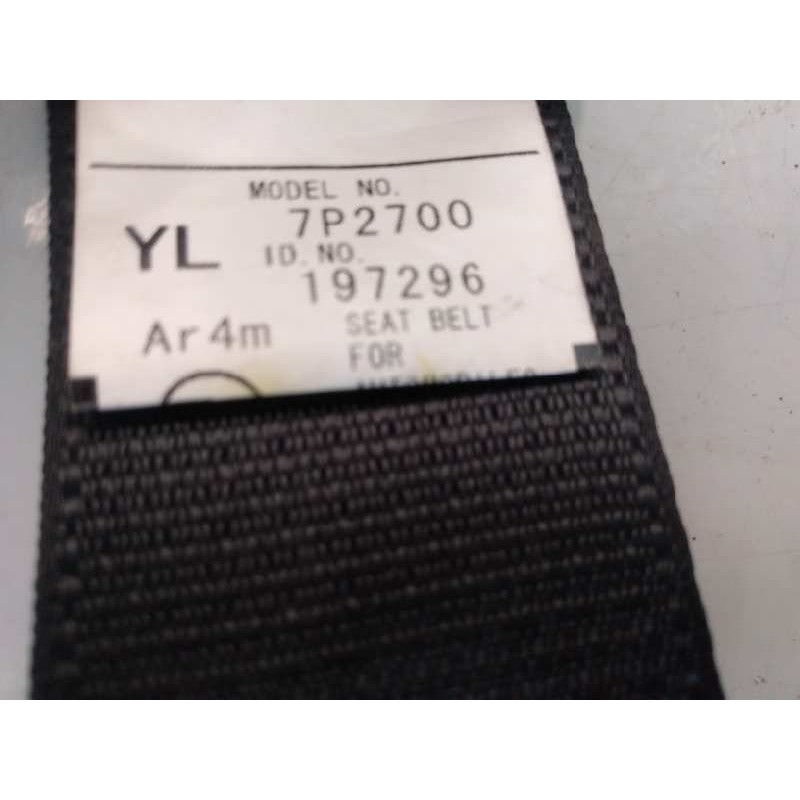 MODEL NO.
YL 7P2700
ID. NO.
197296
Ar4m SEAT BELT
FOR